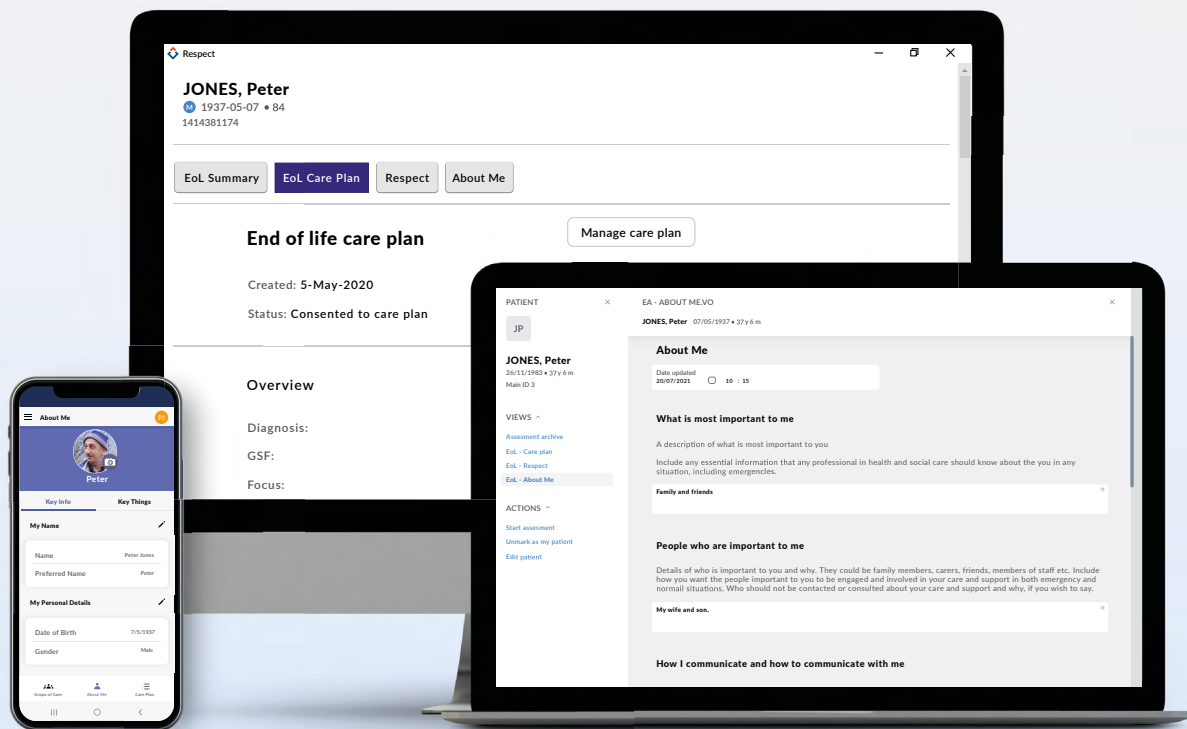 Respect
JONES, Peter
M 1937-05-07 • 84
1414381174
EoL Summary
EoL Care Plan
Respect
About Me
End of life care plan
Manage care plan
Created: 5-May-2020
Status: Consented to care plan
Overview
Diagnosis:
GSF:
Focus:
PATIENT
JP
JONES, Peter
26/11/1983 • 37 y 6 m
Main ID 3
VIEWS
Assesment archive
EoL - Care plan
EoL - Respect
EoL - About Me
ACTIONS
Start assesment
Unmark as my patient
Edit patient
EA - ABOUT ME.VO
JONES, Peter 07/05/1937 • 37 y 6 m
About Me
Date updated
20/07/2021 10 : 15
What is most important to me
A description of what is most important to you
Include any essential information that any professional in health and social care should know about the you in any
situation, including emergencies.
Family and friends
People who are important to me
Details of who is important to you and why. They could be family members, carers, friends, members of staff etc. Include
how you want the people important to you to be engaged and involved in your care and support in both emergency and
normail situations. Who should not be contacted or consulted about your care and support and why, if you wish to say.
My wife and son.
How I communicate and how to communicate with me
About Me
PJ
Peter
Key Info
Key Things
My Name
Name Peter Jones
Preferred Name Peter
My Personal Details
Date of Birth 7/5/1937
Gender Male
Groups of Care
About Me
Care Plan